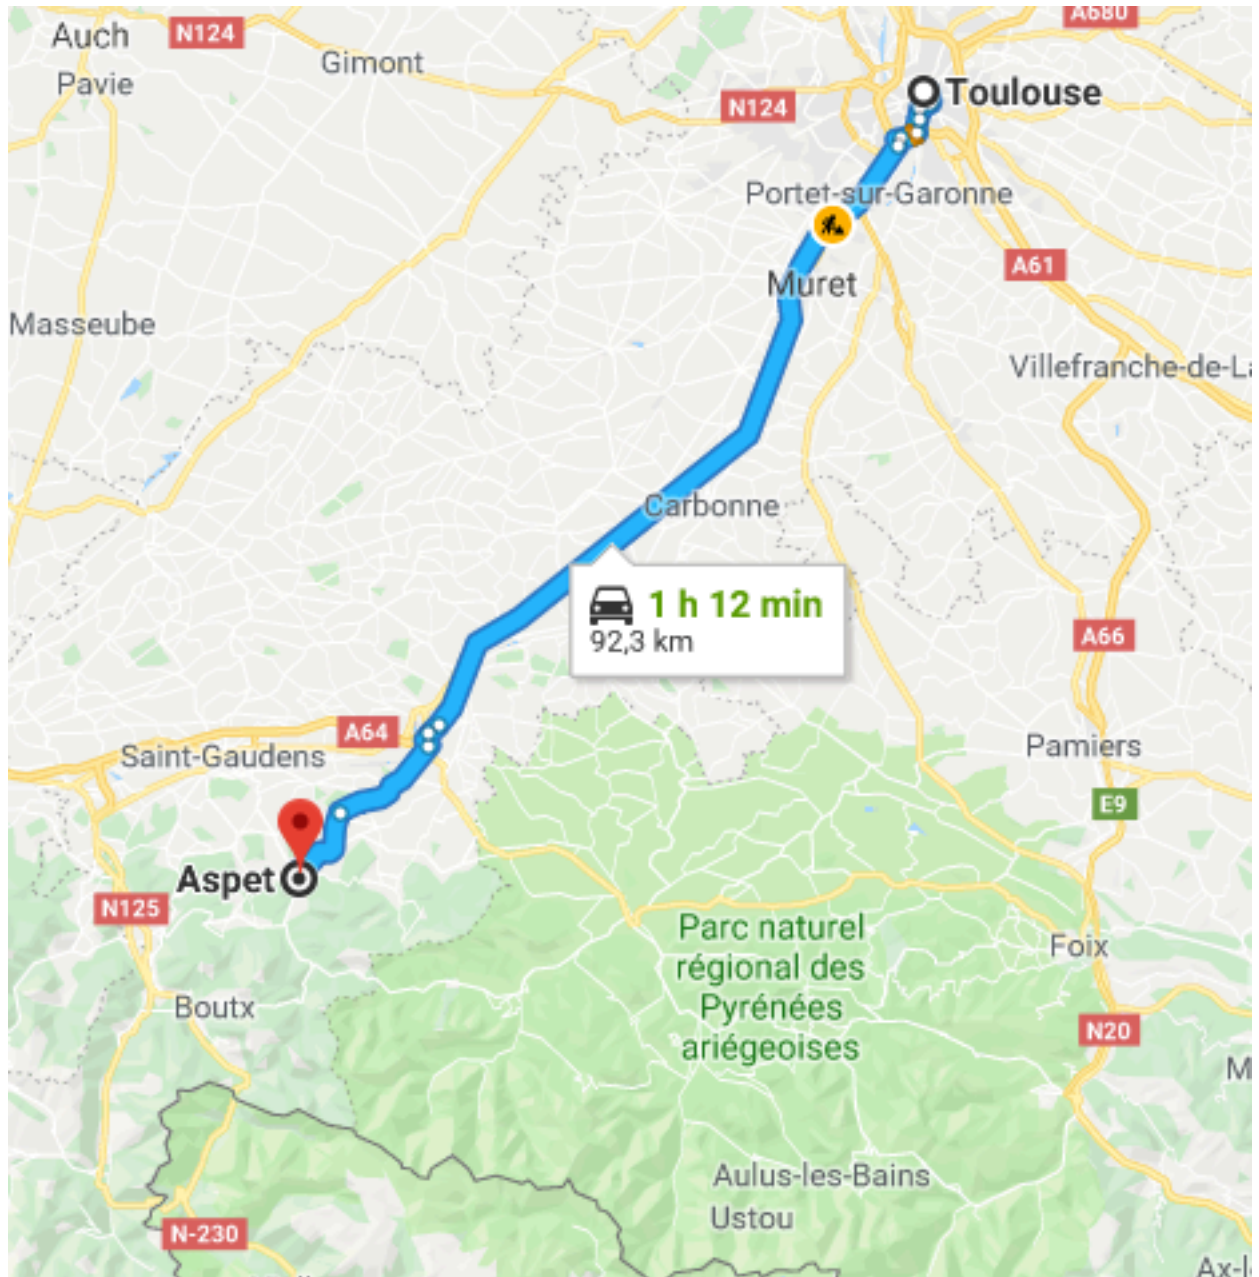 A680
Auch
N124
Gimont
Pavie
Toulouse
N124
Portet-sur-Garonne
A61
Muret
Masseube
Villefranche-de-La
Carbonne
1 h 12 min
92,3 km
A66
A64
Saint-Gaudens
Pamiers
E9
Aspet
N125
Parc naturel
régional des
Pyrénées
ariégeoises
Foix
Boutx
N20
M
Aulus-les-Bains
Ustou
N-230
Ax-l